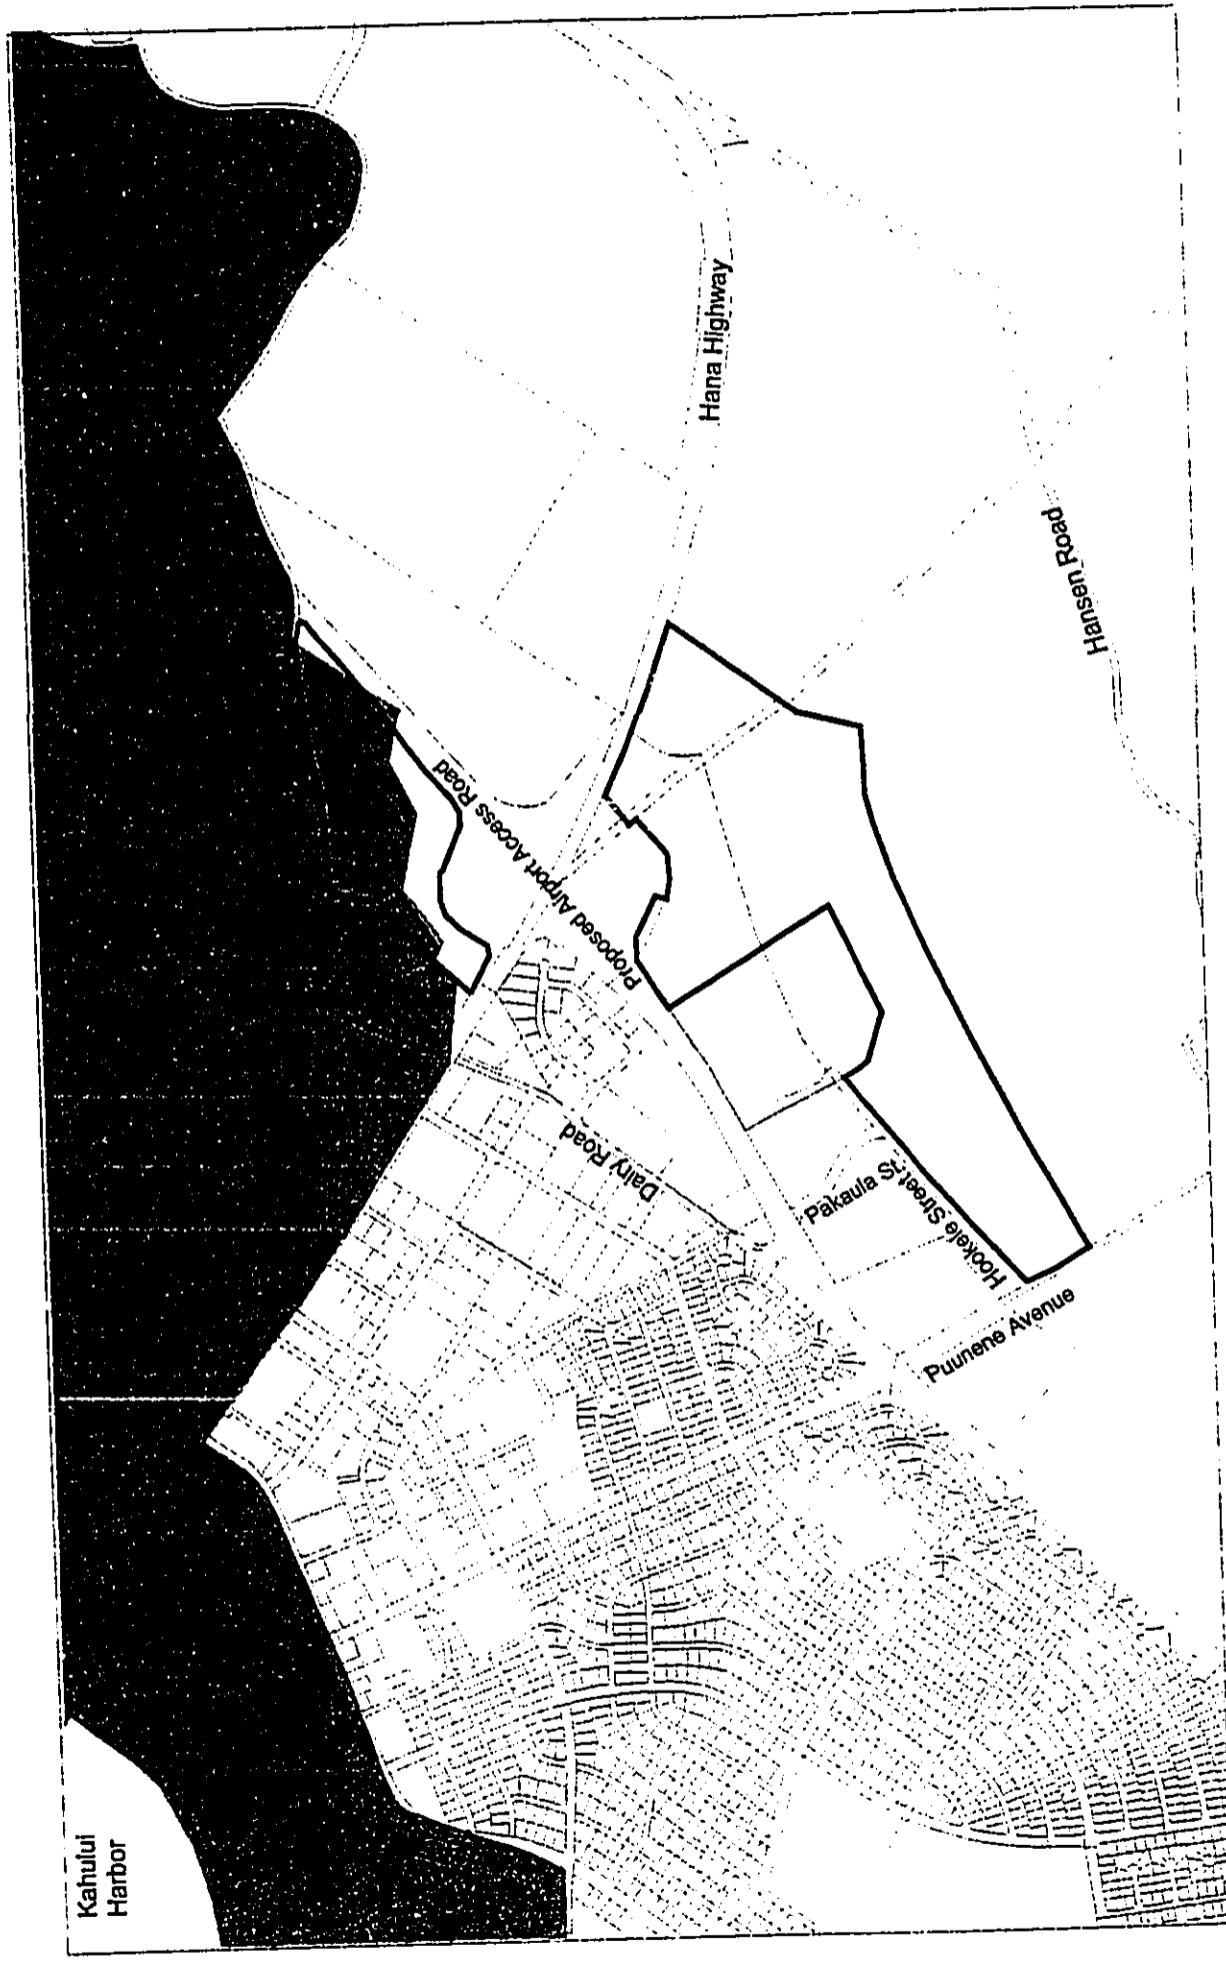 Kahului
Harbor
Hana Highway
Hansen Road
Proposed Airport Access Road
Dairy Road
Pakaula St.
Hookele Street
Puunene Avenue